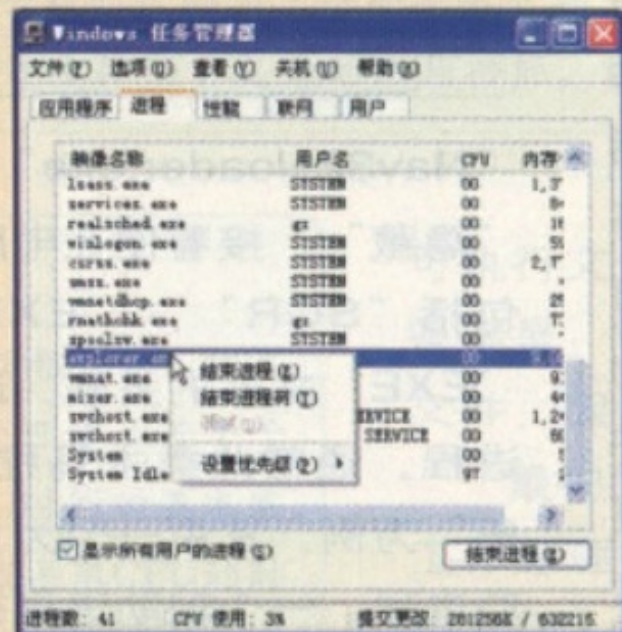 Windows 任务管理器
文件(F) 选项(O) 查看(V) 关机(U) 帮助(H)
应用程序 进程 性能 联网 用户
映像名称 用户名 CPU 内存
lsass.exe SYSTEM 00
services.exe SYSTEM 00
realsched.exe gz 00
winlogon.exe SYSTEM 00
csrss.exe SYSTEM 00
smss.exe SYSTEM 00
vmnetdhcp.exe SYSTEM 00
rnathchk.exe gz 00
spoolsv.exe SYSTEM 00
explorer.exe 00
vmnat.exe 00
mixer.exe 00
svchost.exe SERVICE 00
svchost.exe SERVICE 00
System 00
System Idle 97
结束进程(E)
结束进程树(T)
调试(D)
设置优先级(P)
显示所有用户的进程(S)
结束进程(E)
进程数: 41 CPU 使用: 3% 提交更改: 261256K / 632216